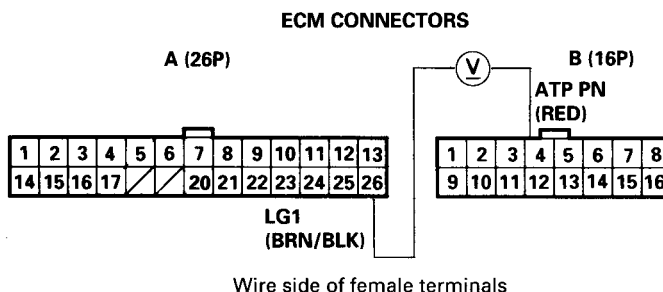 ECM CONNECTORS
A (26P)
V
B (16P)
ATP PN
(RED)
1 2 3 4 5 6 7 8 9 10 11 12 13
14 15 16 17 20 21 22 23 24 25 26
1 2 3 4 5 6 7 8
9 10 11 12 13 14 15 16
LG1
(BRN/BLK)
Wire side of female terminals